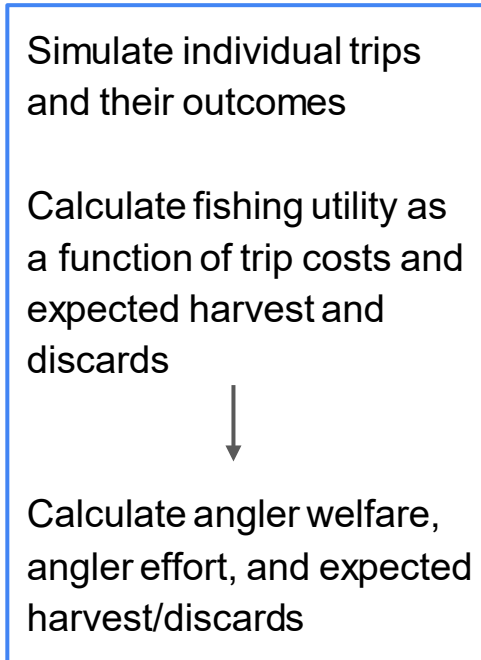 Simulate individual trips
and their outcomes
Calculate fishing utility as
a function of trip costs and
expected harvest and
discards
Calculate angler welfare,
angler effort, and expected
harvest/discards